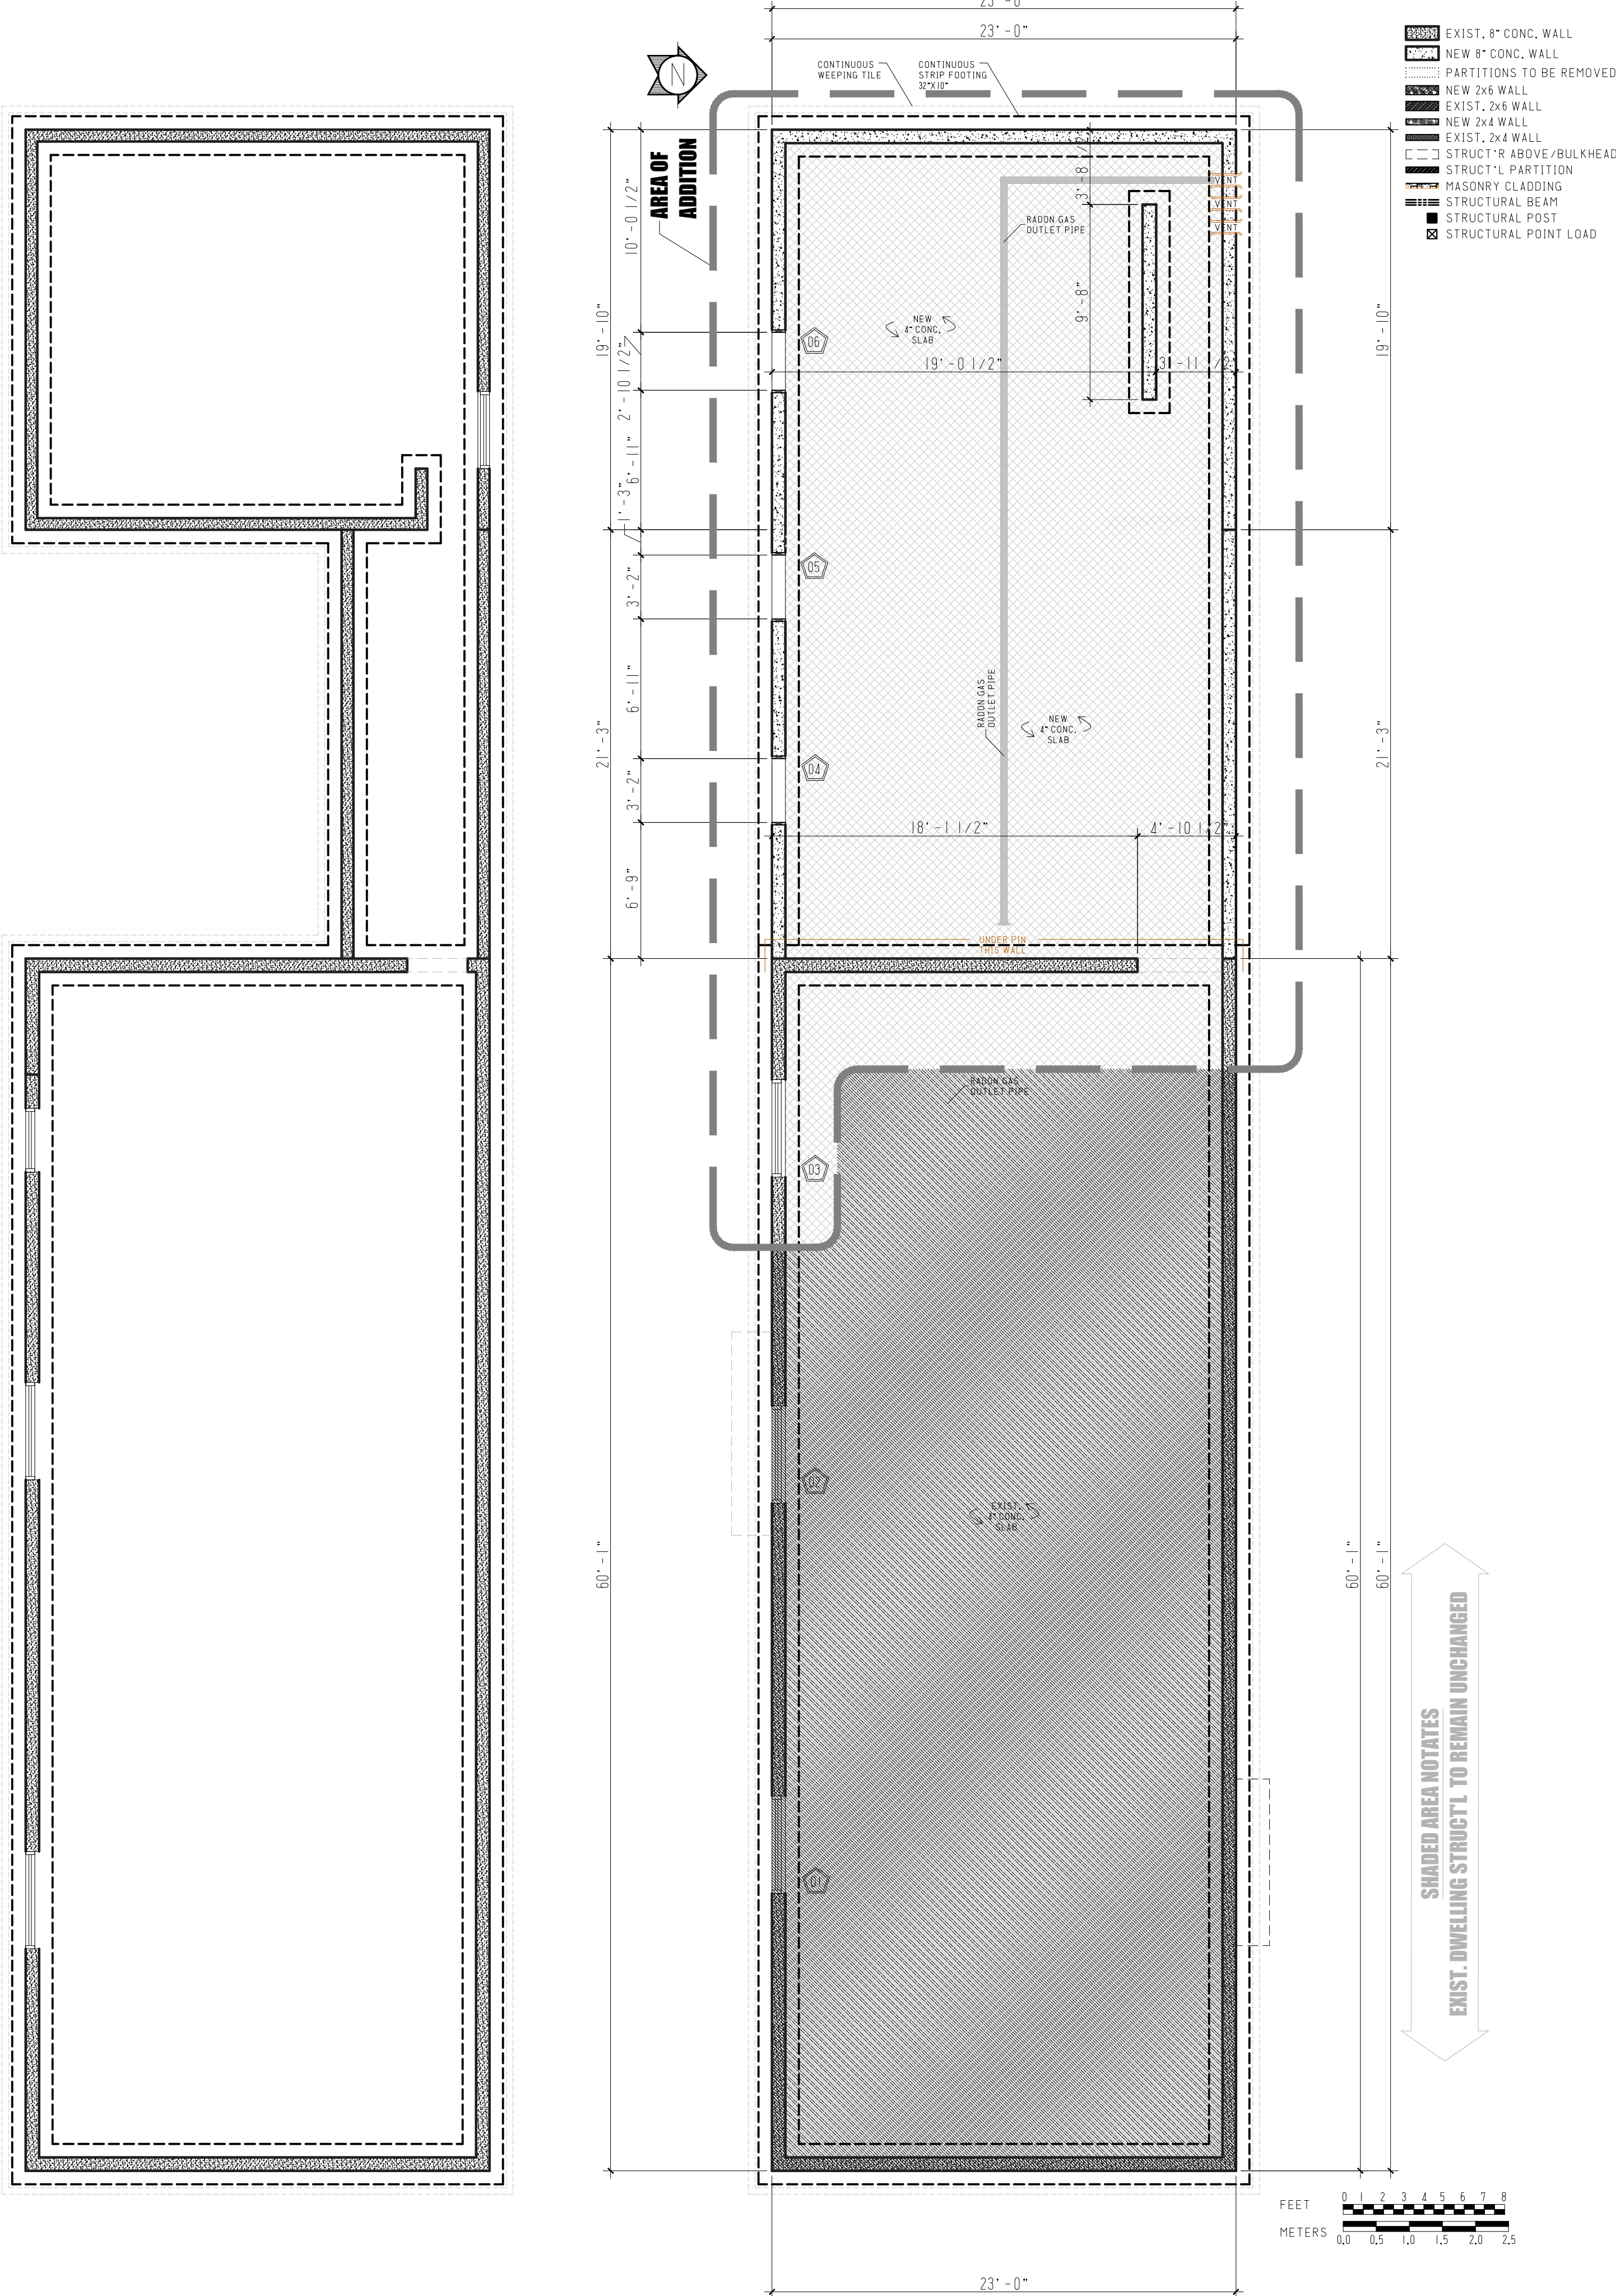 23'-0"
23'-0"
EXIST. 8" CONC. WALL
NEW 8" CONC. WALL
PARTITIONS TO BE REMOVED
NEW 2x6 WALL
EXIST. 2x6 WALL
NEW 2x4 WALL
EXIST. 2x4 WALL
STRUCT'R ABOVE/BULKHEAD
STRUCT'L PARTITION
MASONRY CLADDING
STRUCTURAL BEAM
STRUCTURAL POST
STRUCTURAL POINT LOAD
N
CONTINUOUS
WEEPING TILE
CONTINUOUS
STRIP FOOTING
32"X10"
AREA OF
ADDITION
10'-0 1/2"
19'-10"
2'-10 1/2"
6'-11"
1'-3"
3'-2"
6'-11"
3'-2"
6'-9"
21'-3"
60'-1"
VENT
VENT
VENT
RADON GAS
OUTLET PIPE
9'-8"
NEW
4" CONC.
SLAB
06
19'-0 1/2"
19'-10"
05
RADON GAS
OUTLET PIPE
NEW
4" CONC.
SLAB
04
21'-3"
18'-1 1/2"
4'-10 1/2"
UNDER PIN
THIS WALL
RADON GAS
OUTLET PIPE
03
02
EXIST.
4" CONC.
SLAB
01
60'-1"
60'-1"
SHADED AREA NOTATES
EXIST. DWELLING STRUCT'L TO REMAIN UNCHANGED
FEET
0 1 2 3 4 5 6 7 8
METERS
0.0 0.5 1.0 1.5 2.0 2.5
23'-0"